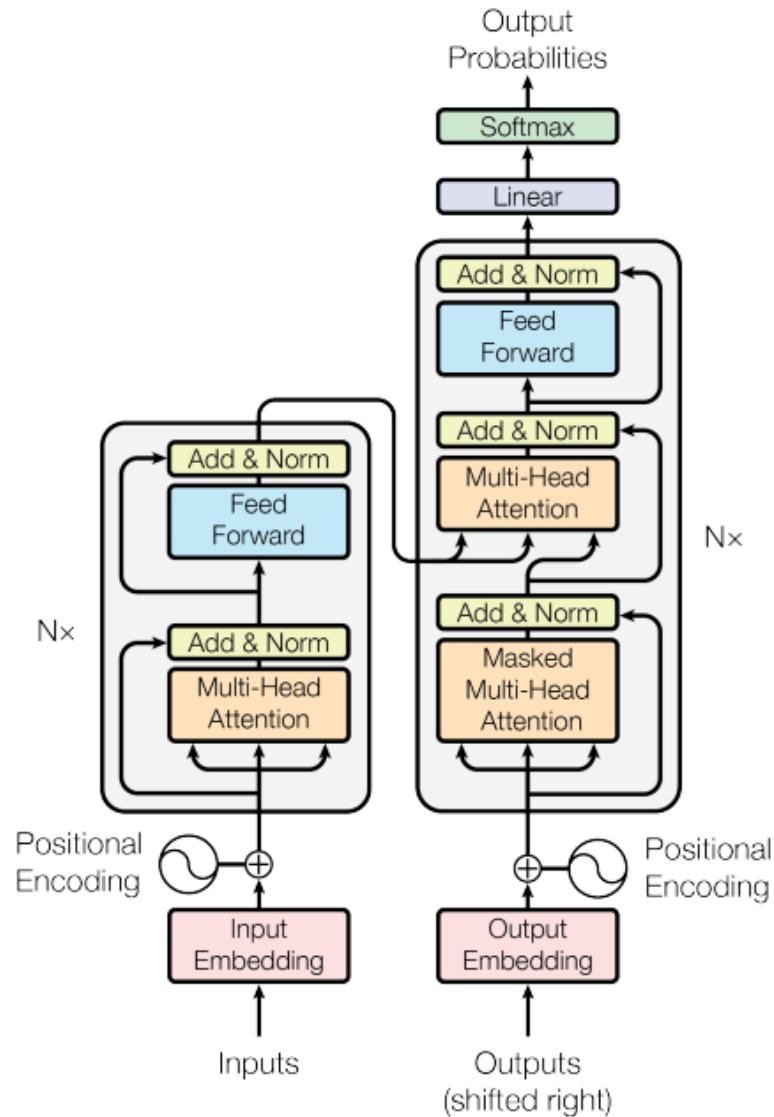 Output
Probabilities
Softmax
Linear
Add & Norm
Feed
Forward
Add & Norm
Multi-Head
Attention
Add & Norm
Masked
Multi-Head
Attention
N×
Add & Norm
Feed
Forward
Add & Norm
Multi-Head
Attention
N×
Positional
Encoding
Positional
Encoding
Input
Embedding
Output
Embedding
Inputs
Outputs
(shifted right)